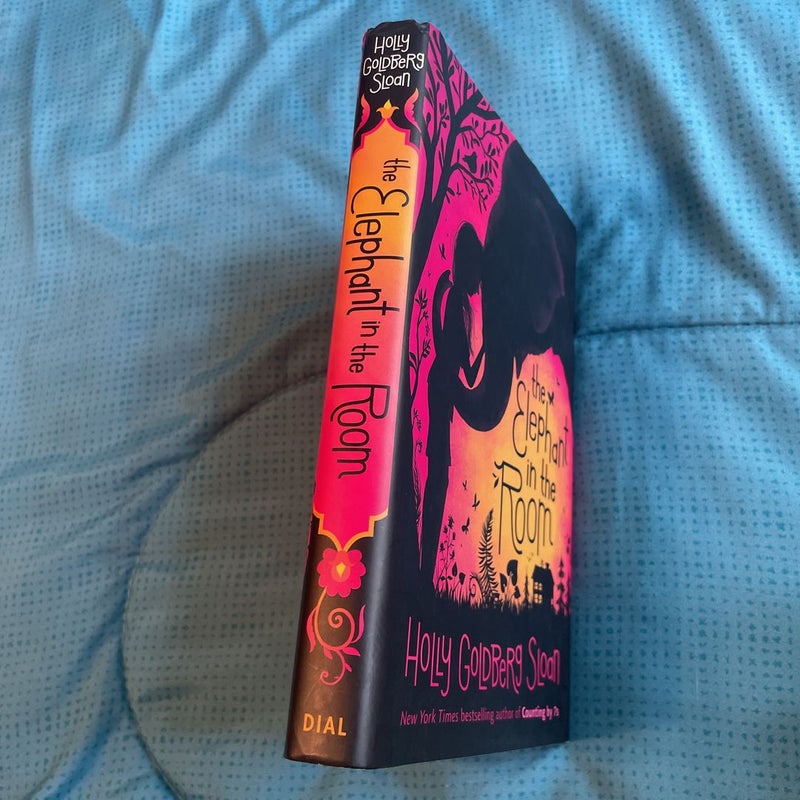 Holly
Goldberg
Sloan
the Elephant in the Room
DIAL
the
Elephant
in the
Room
Holly Goldberg Sloan
New York Times bestselling author of Counting by 7s